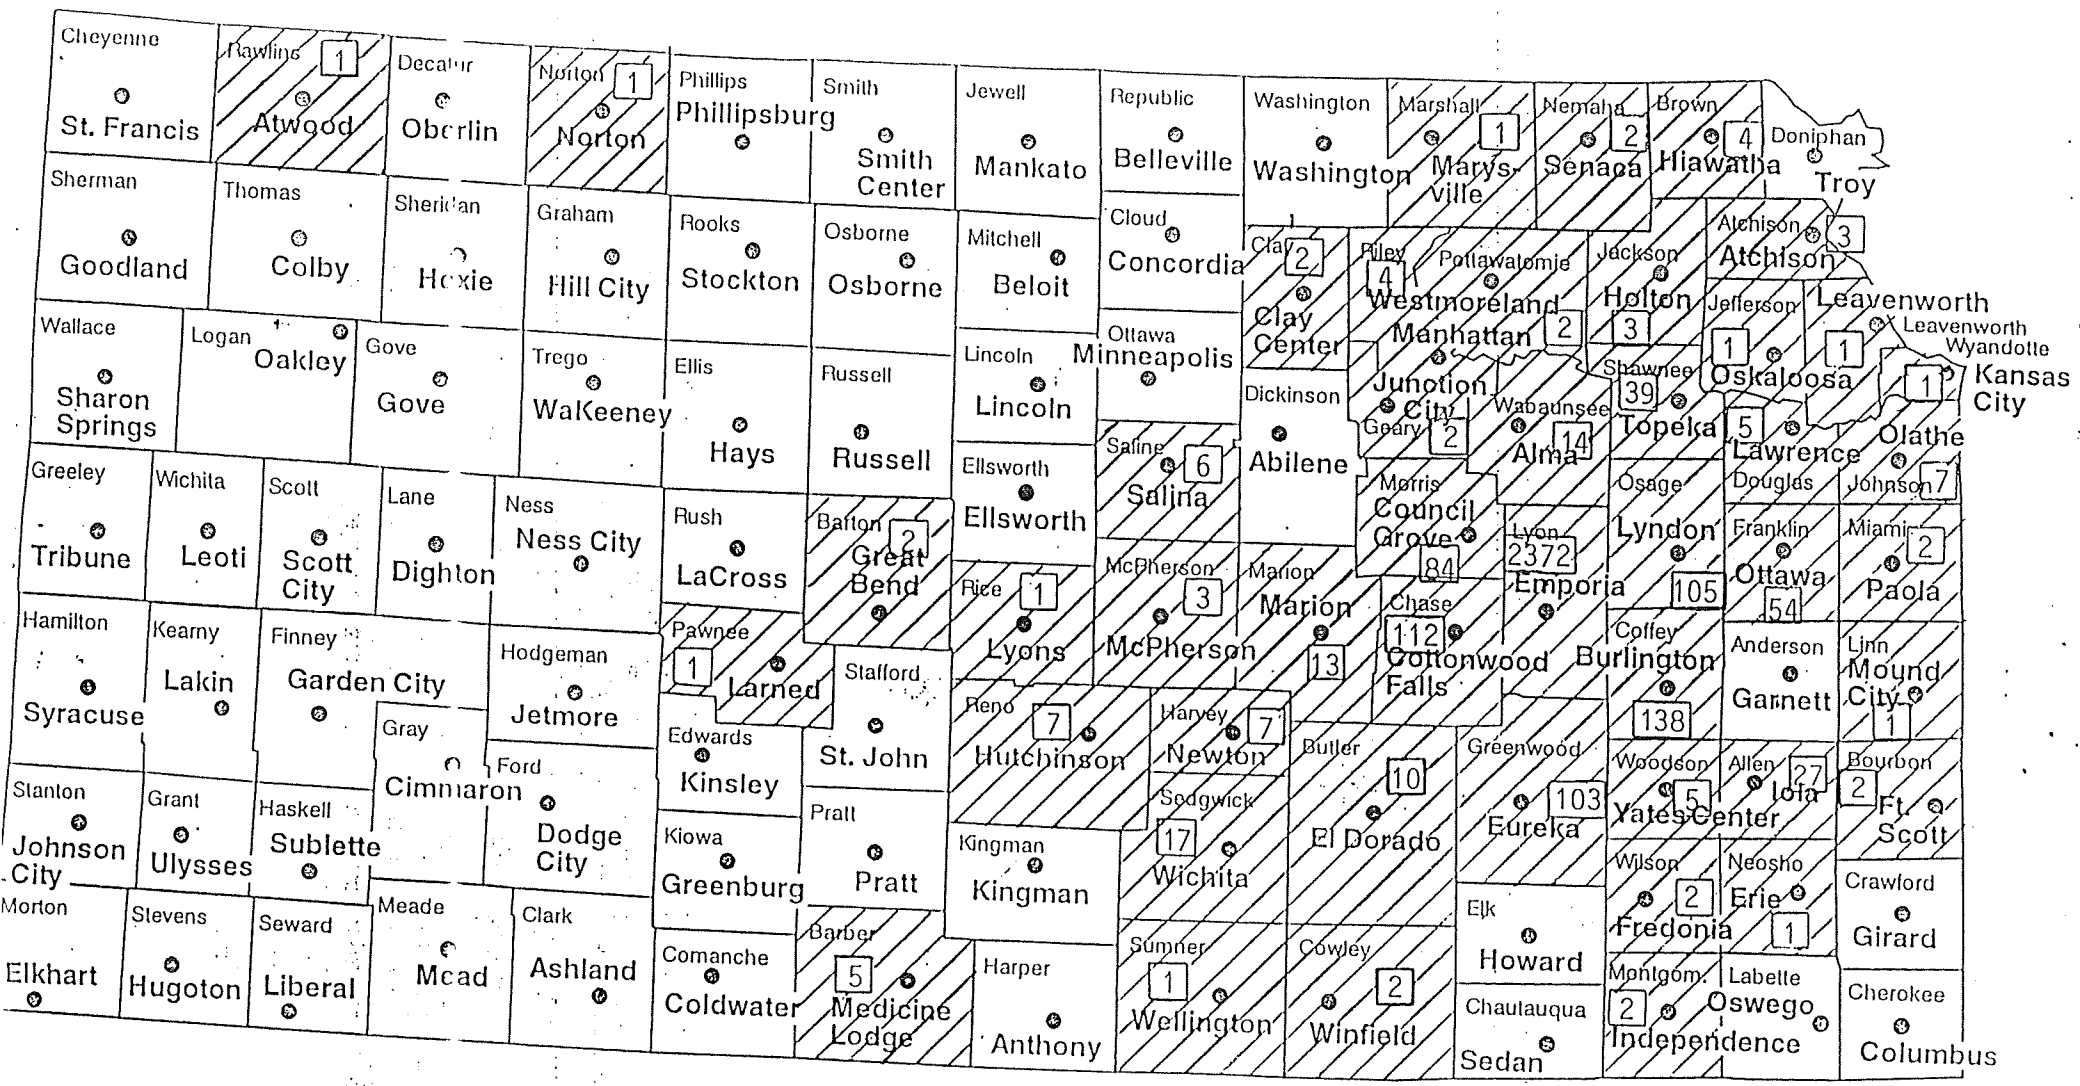 Cheyenne
St. Francis
Rawlins 1
Atwood
Decatur
Oberlin
Norton 1
Norton
Phillips
Phillipsburg
Smith
Smith
Center
Jewell
Mankato
Republic
Belleville
Washington
Washington
Marshall
1
Marys-
ville
Nemaha
2
Senaca
Brown
4
Hiawatha
Doniphan
Troy
Sherman
Goodland
Thomas
Colby
Sheridan
Hoxie
Graham
Hill City
Rooks
Stockton
Osborne
Osborne
Mitchell
Beloit
Cloud
Concordia
Clay
2
Clay
Center
Riley
4
Manhattan
Pottawatomie
Westmoreland
2
Jackson
Holton
3
Atchison
3
Atchison
Jefferson
1
Oskaloosa
Leavenworth
Leavenworth
1
Wyandotte
1
Kansas
City
Wallace
Sharon
Springs
Logan
Oakley
Gove
Gove
Trego
WaKeeney
Ellis
Hays
Russell
Russell
Lincoln
Lincoln
Ottawa
Minneapolis
Dickinson
Abilene
Junction
City
Geary 2
Wabaunsee
Alma 14
Shawnee
39
Topeka
5
Lawrence
Douglas
Olathe
Johnson 7
Greeley
Tribune
Wichita
Leoti
Scott
Scott
City
Lane
Dighton
Ness
Ness City
Rush
LaCross
Barton
2
Great
Bend
Ellsworth
Ellsworth
Saline
6
Salina
Morris
Council
Grove
84
Lyon
2372
Emporia
Osage
Lyndon
105
Franklin
Ottawa
54
Miami
2
Paola
Hamilton
Syracuse
Kearny
Lakin
Finney
Garden City
Hodgeman
Jetmore
Pawnee
1
Larned
Stafford
St. John
Rice
1
Lyons
McPherson
3
McPherson
Marion
Marion
13
Chase
112
Cottonwood
Falls
Coffey
Burlington
138
Anderson
Garnett
Linn
Mound
City
1
Gray
Cimmaron
Ford
Dodge
City
Edwards
Kinsley
Reno
7
Hutchinson
Harvey
7
Newton
Butler
10
El Dorado
Greenwood
103
Eureka
Woodson
5
Yates Center
Allen
27
Iola
Bourbon
2
Ft.
Scott
Stanton
Johnson
City
Grant
Ulysses
Haskell
Sublette
Kiowa
Greenburg
Pratt
Pratt
Kingman
Kingman
Sedgwick
17
Wichita
Elk
Howard
Wilson
2
Fredonia
Neosho
Erie
1
Crawford
Girard
Morton
Elkhart
Stevens
Hugoton
Seward
Liberal
Meade
Mead
Clark
Ashland
Comanche
Coldwater
Barber
5
Medicine
Lodge
Harper
Anthony
Sumner
1
Wellington
Cowley
2
Winfield
Chautauqua
Sedan
Montgom.
2
Independence
Labette
Oswego
Cherokee
Columbus